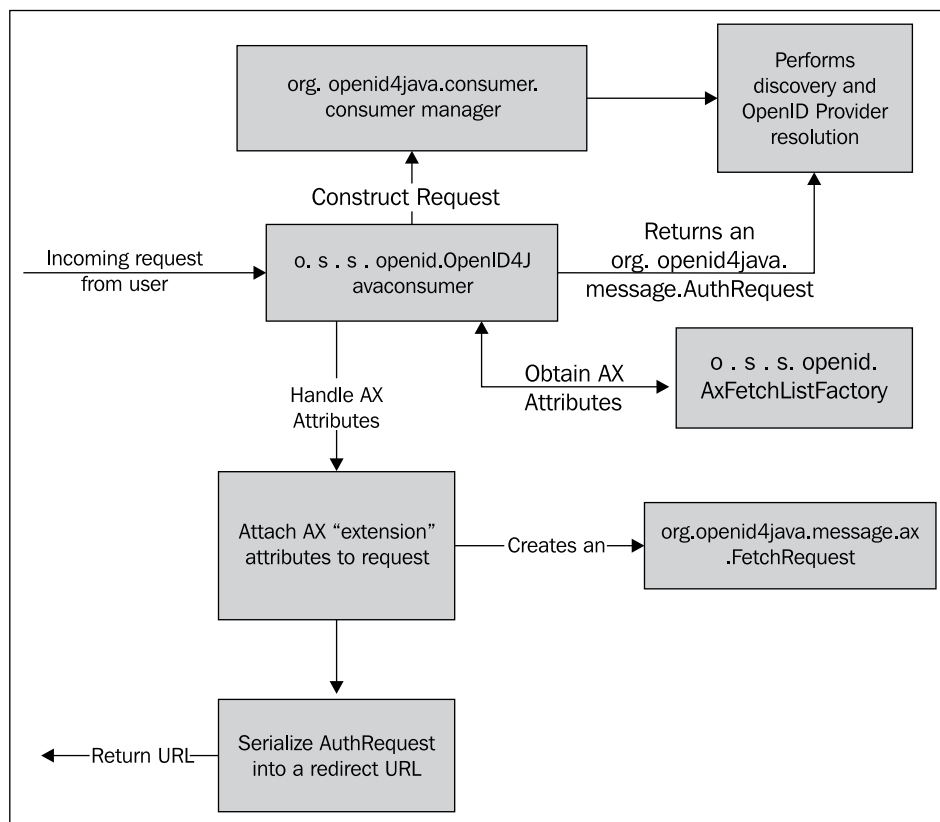 org. openid4java.consumer.
consumer manager
Performs
discovery and
OpenID Provider
resolution
Construct Request
Incoming request
from user
o. s . s . openid.OpenID4J
avaconsumer
Returns an
org. openid4java.
message.AuthRequest
Obtain AX
Attributes
o . s . s. openid.
AxFetchListFactory
Handle AX
Attributes
Attach AX “extension”
attributes to request
Creates an
org.openid4java.message.ax
.FetchRequest
Serialize AuthRequest
into a redirect URL
Return URL